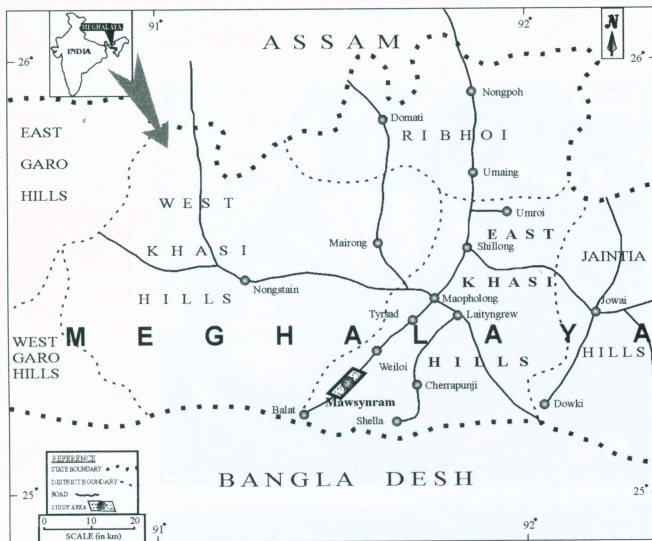 91°
92°
MEGHALAYA
INDIA
N
ASSAM
26°
26°
Nongpoh
Domati
RIBHOI
EAST
GARO
HILLS
Umaing
WEST
Umroi
EAST
Mairong
Shillong
KHASI
JAINTIA
KHASI
Nongstain
HILLS
Maopholong
Jowai
Tyrsad
Laityngrew
MEGHALAYA
WEST
GARO
HILLS
Weiloi
HILLS
HILLS
Cherrapunji
Mawsynram
Balat
Shella
Dowki
REFERENCE
STATE BOUNDARY
DISTRICT BOUNDARY
ROAD
STUDY AREA
BANGLA DESH
25°
25°
0 10 20
SCALE (in km)
91°
92°